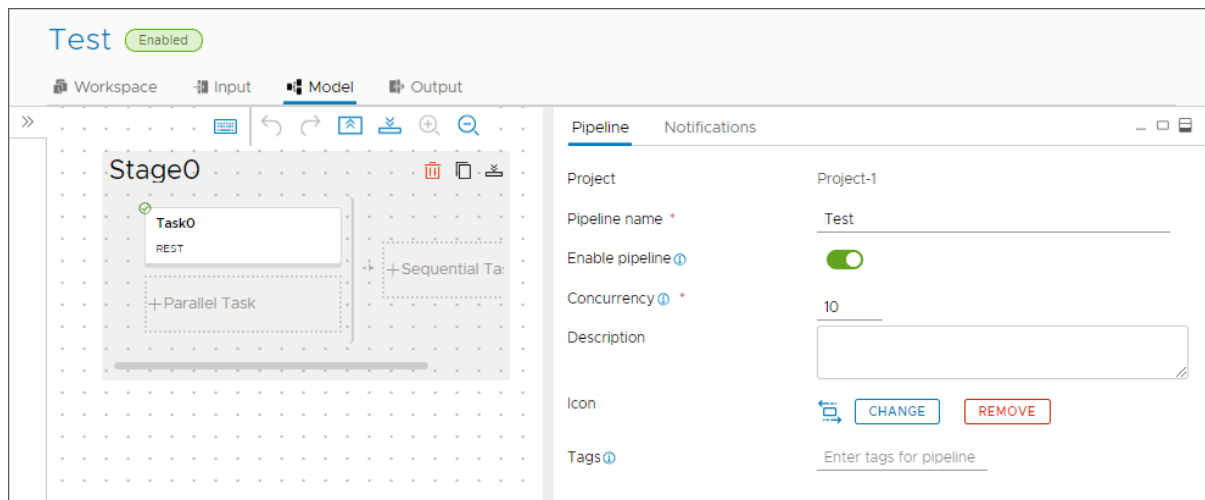 Test Enabled
Workspace Input Model Output
Pipeline Notifications
Stage0
Task0
REST
+Parallel Task
+Sequential Ta
Project Project-1
Pipeline name * Test
Enable pipeline
Concurrency * 10
Description
Icon CHANGE REMOVE
Tags Enter tags for pipeline